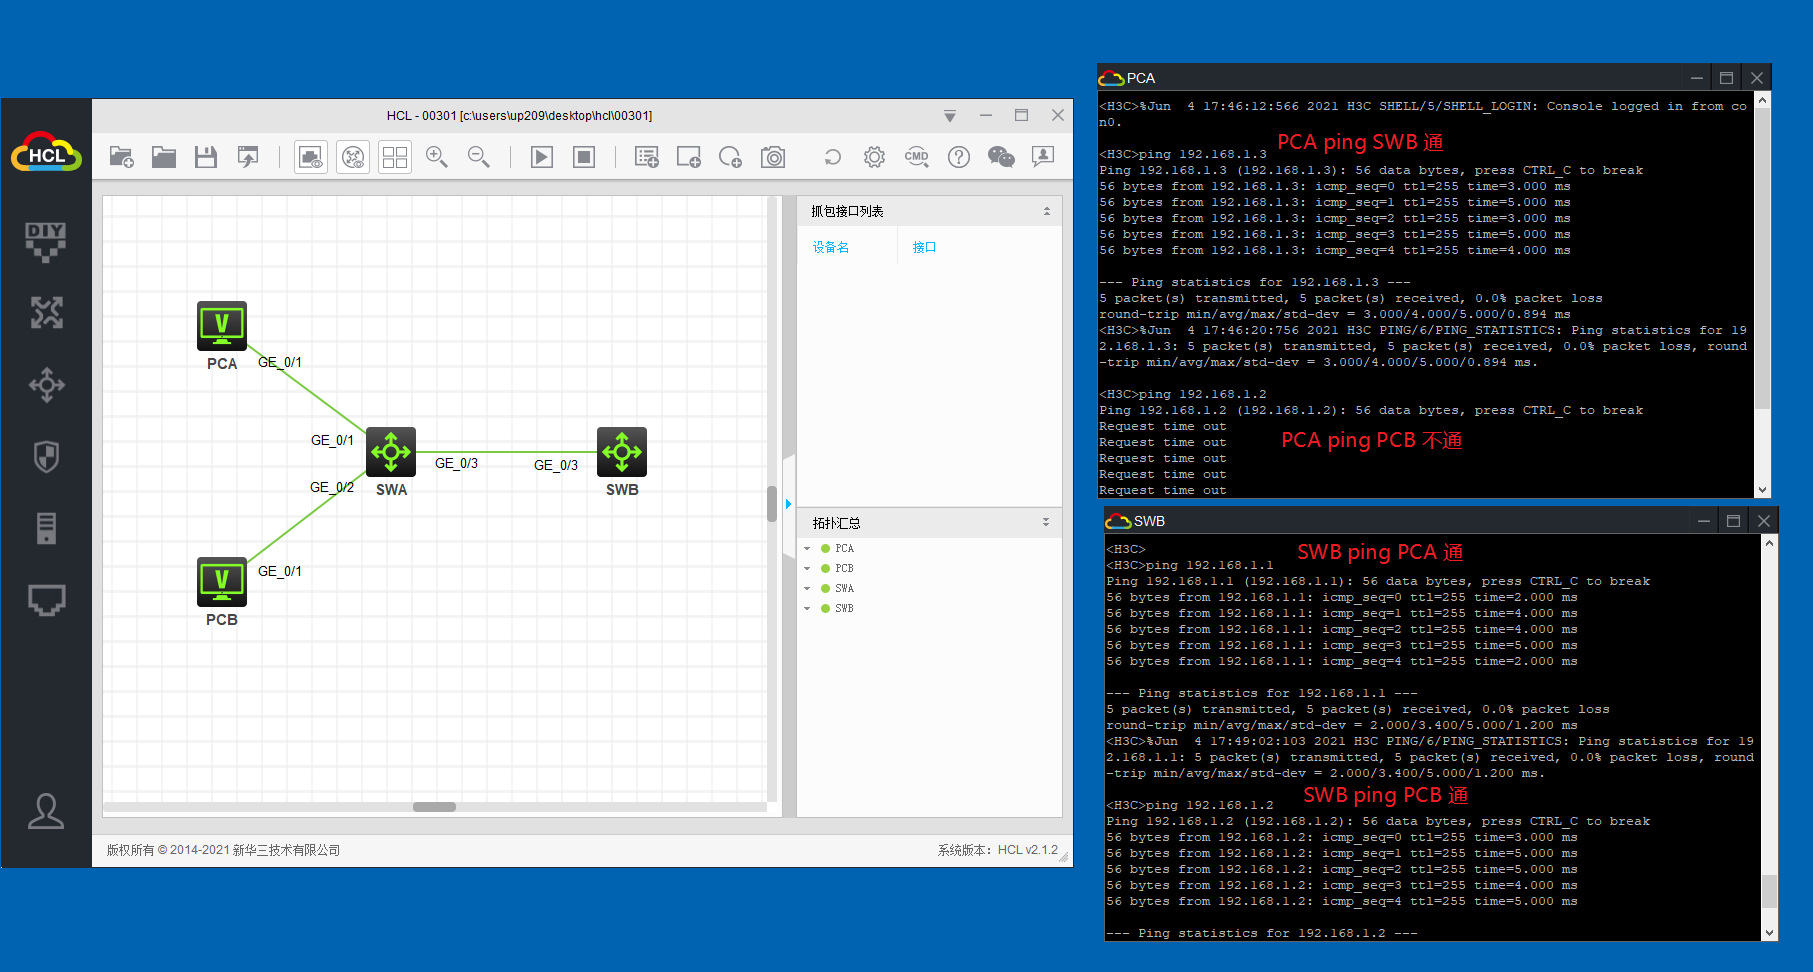 HCL - 00301 [c:\users\up209\desktop\hcl\00301]
HCL
DIY
CMD
?
V
PCA
GE_0/1
GE_0/1
SWA
GE_0/3
GE_0/3
SWB
GE_0/2
V
GE_0/1
PCB
抓包接口列表
设备名 接口
拓扑汇总
PCA
PCB
SWA
SWB
版权所有 © 2014-2021 新华三技术有限公司
系统版本：HCL v2.1.2
PCA
<H3C>%Jun  4 17:46:12:566 2021 H3C SHELL/5/SHELL_LOGIN: Console logged in from co
n0.
PCA ping SWB 通
<H3C>ping 192.168.1.3
Ping 192.168.1.3 (192.168.1.3): 56 data bytes, press CTRL_C to break
56 bytes from 192.168.1.3: icmp_seq=0 ttl=255 time=3.000 ms
56 bytes from 192.168.1.3: icmp_seq=1 ttl=255 time=5.000 ms
56 bytes from 192.168.1.3: icmp_seq=2 ttl=255 time=3.000 ms
56 bytes from 192.168.1.3: icmp_seq=3 ttl=255 time=5.000 ms
56 bytes from 192.168.1.3: icmp_seq=4 ttl=255 time=4.000 ms
--- Ping statistics for 192.168.1.3 ---
5 packet(s) transmitted, 5 packet(s) received, 0.0% packet loss
round-trip min/avg/max/std-dev = 3.000/4.000/5.000/0.894 ms
<H3C>%Jun  4 17:46:20:756 2021 H3C PING/6/PING_STATISTICS: Ping statistics for 19
2.168.1.3: 5 packet(s) transmitted, 5 packet(s) received, 0.0% packet loss, round
-trip min/avg/max/std-dev = 3.000/4.000/5.000/0.894 ms.
<H3C>ping 192.168.1.2
Ping 192.168.1.2 (192.168.1.2): 56 data bytes, press CTRL_C to break
Request time out
Request time out
PCA ping PCB 不通
Request time out
Request time out
Request time out
SWB
<H3C>
SWB ping PCA 通
<H3C>ping 192.168.1.1
Ping 192.168.1.1 (192.168.1.1): 56 data bytes, press CTRL_C to break
56 bytes from 192.168.1.1: icmp_seq=0 ttl=255 time=2.000 ms
56 bytes from 192.168.1.1: icmp_seq=1 ttl=255 time=4.000 ms
56 bytes from 192.168.1.1: icmp_seq=2 ttl=255 time=4.000 ms
56 bytes from 192.168.1.1: icmp_seq=3 ttl=255 time=5.000 ms
56 bytes from 192.168.1.1: icmp_seq=4 ttl=255 time=2.000 ms
--- Ping statistics for 192.168.1.1 ---
5 packet(s) transmitted, 5 packet(s) received, 0.0% packet loss
round-trip min/avg/max/std-dev = 2.000/3.400/5.000/1.200 ms
<H3C>%Jun  4 17:49:02:103 2021 H3C PING/6/PING_STATISTICS: Ping statistics for 19
2.168.1.1: 5 packet(s) transmitted, 5 packet(s) received, 0.0% packet loss, round
-trip min/avg/max/std-dev = 2.000/3.400/5.000/1.200 ms.
SWB ping PCB 通
<H3C>ping 192.168.1.2
Ping 192.168.1.2 (192.168.1.2): 56 data bytes, press CTRL_C to break
56 bytes from 192.168.1.2: icmp_seq=0 ttl=255 time=3.000 ms
56 bytes from 192.168.1.2: icmp_seq=1 ttl=255 time=5.000 ms
56 bytes from 192.168.1.2: icmp_seq=2 ttl=255 time=5.000 ms
56 bytes from 192.168.1.2: icmp_seq=3 ttl=255 time=4.000 ms
56 bytes from 192.168.1.2: icmp_seq=4 ttl=255 time=5.000 ms
--- Ping statistics for 192.168.1.2 ---